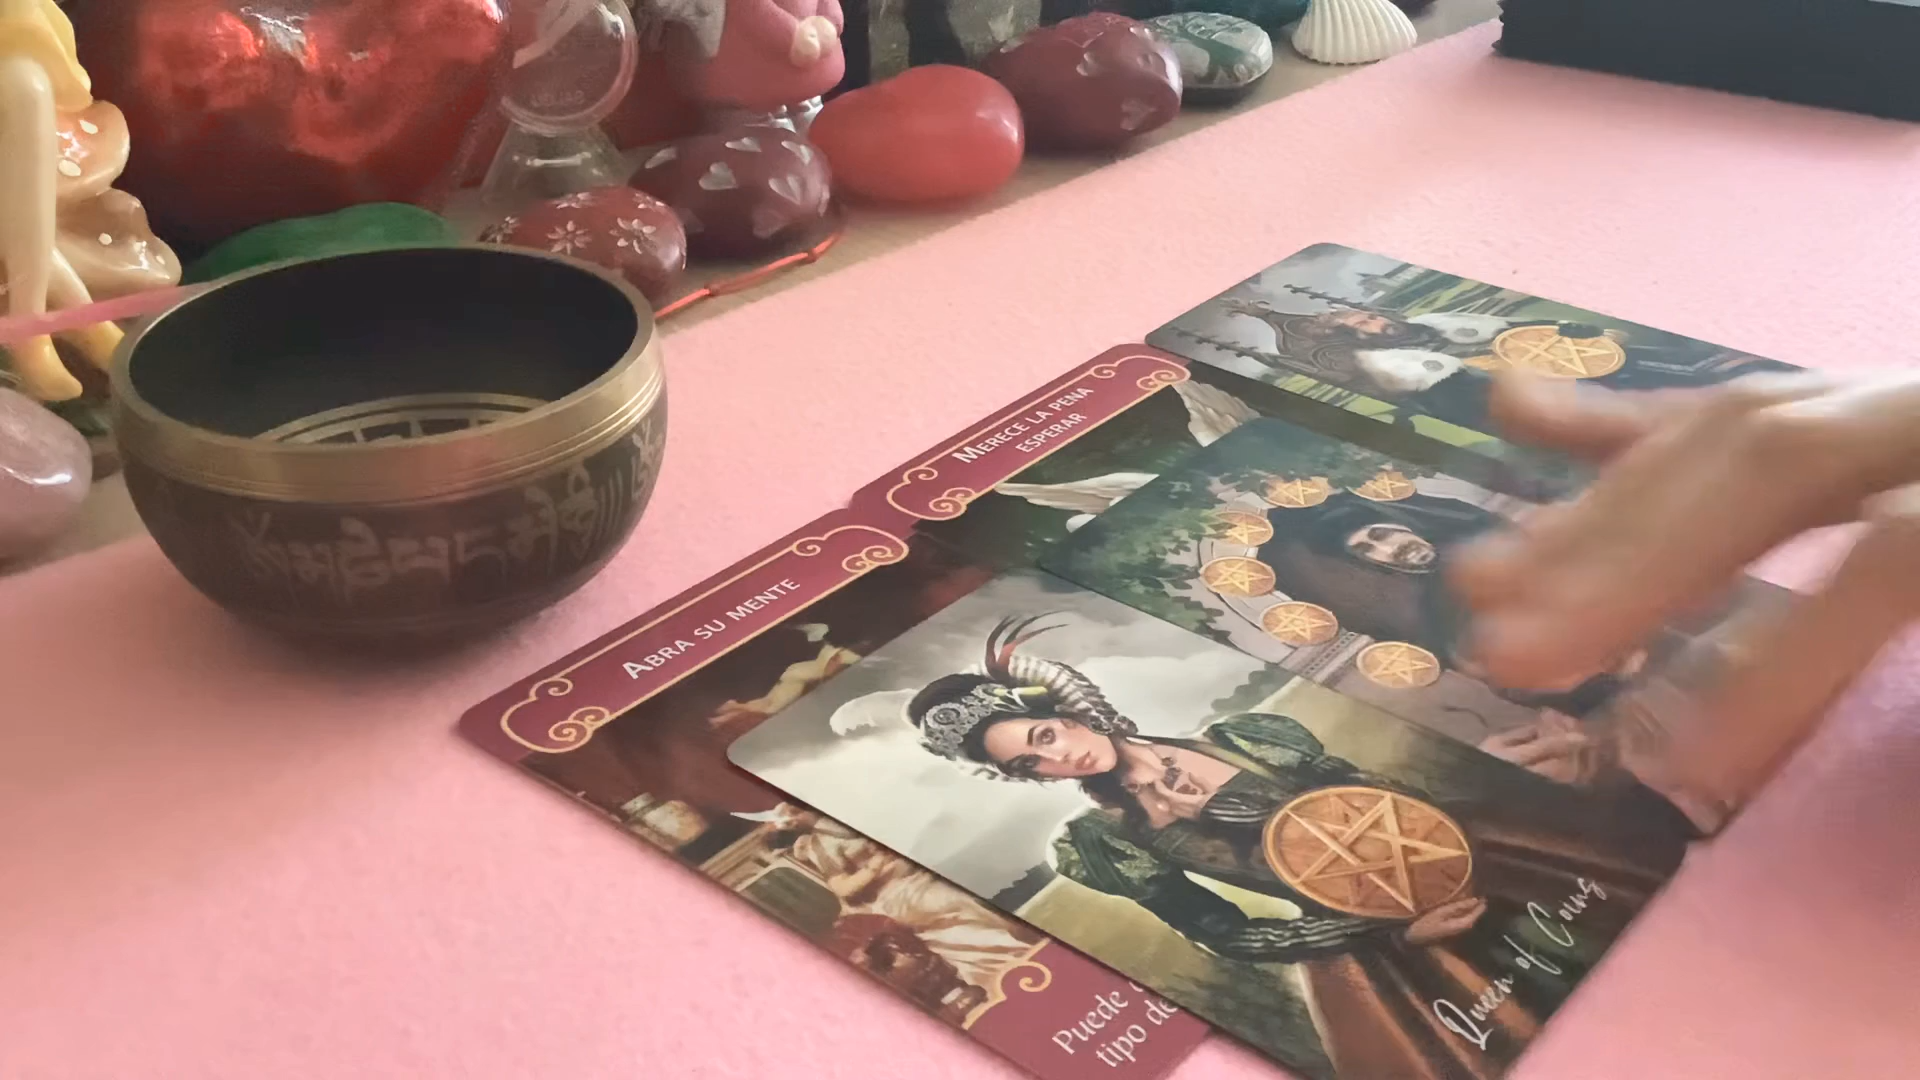 MERECE LA PENA
ESPERAR
ABRA SU MENTE
Puede
tipo de
Queen of Coins